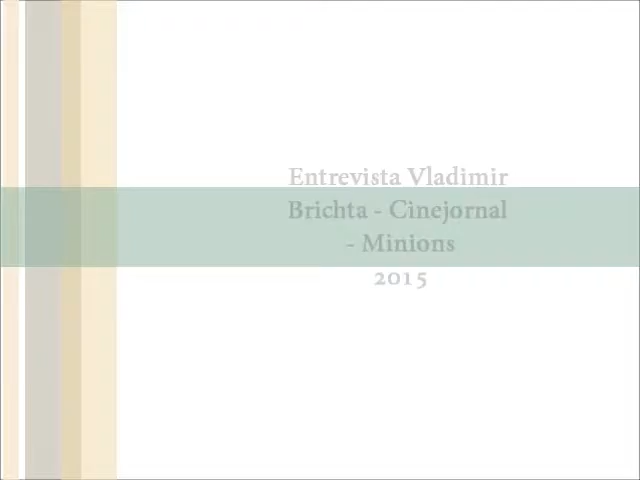 Entrevista Vladimir
Brichta - Cinejornal
- Minions
2015